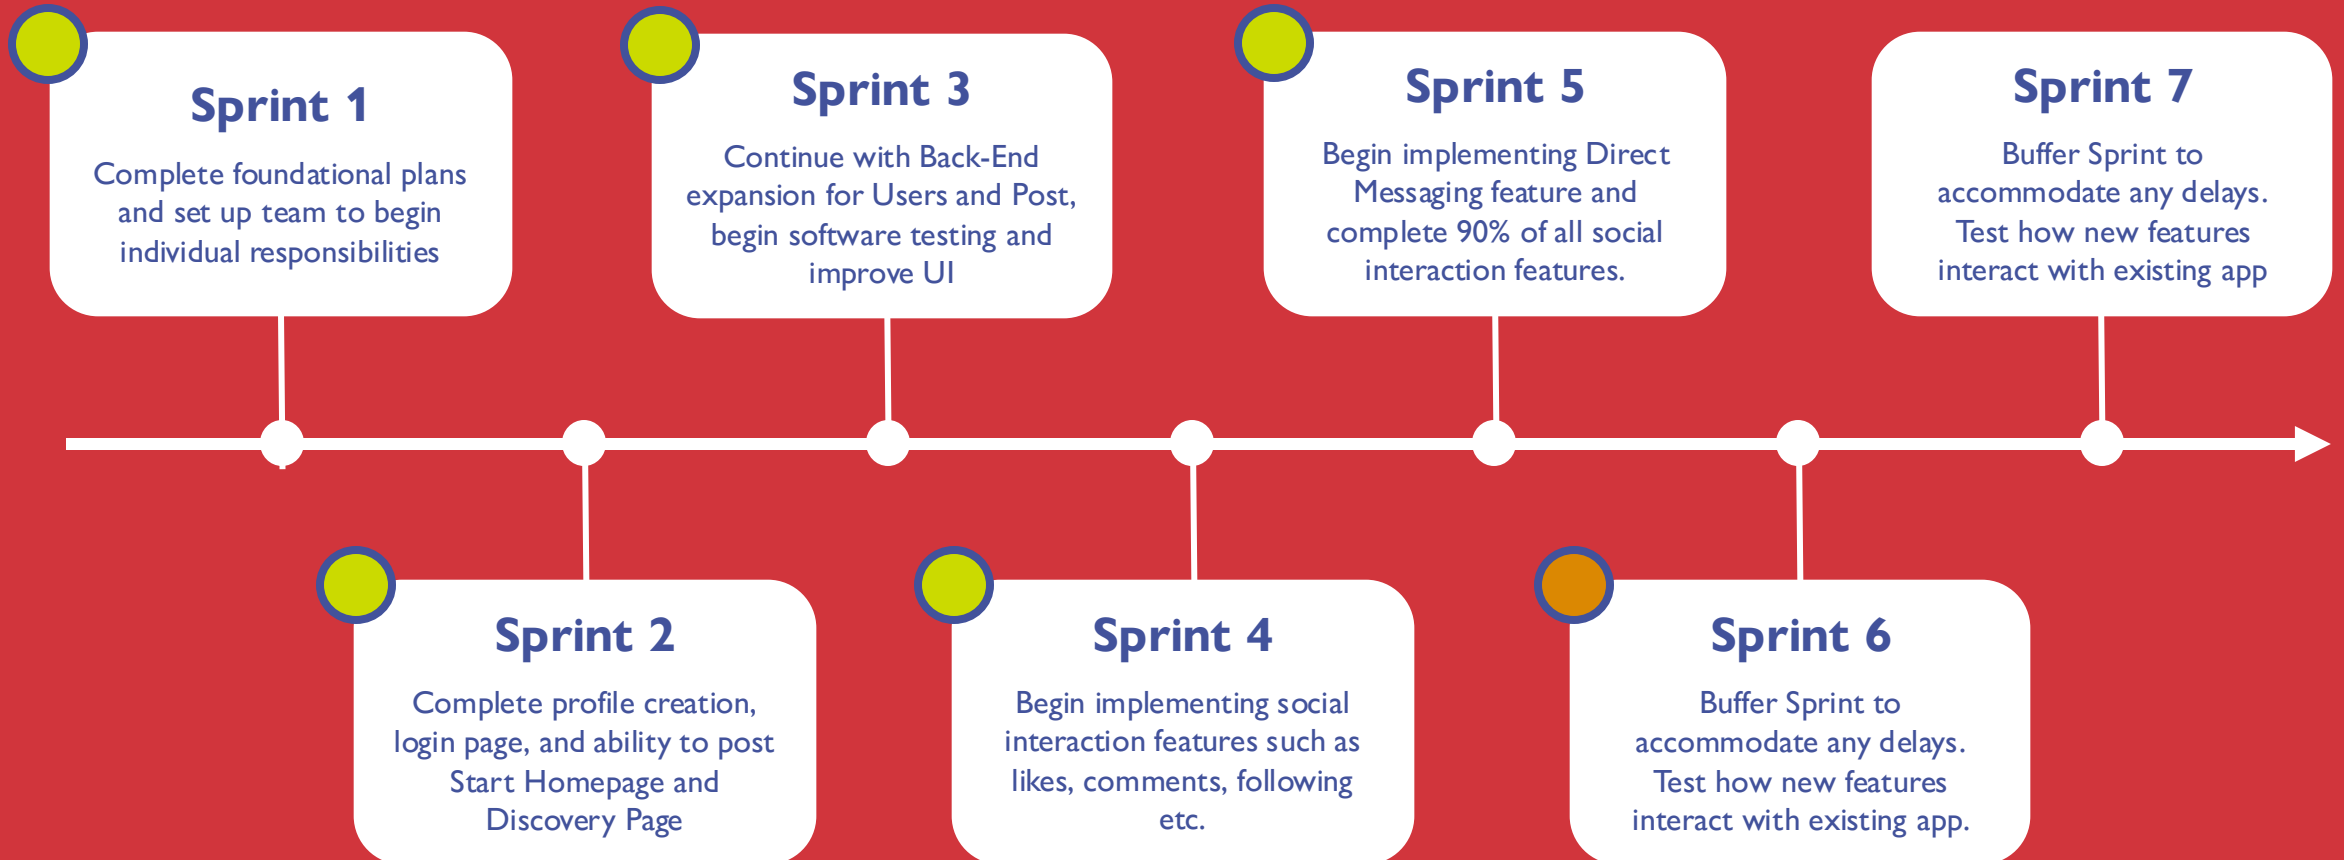 Sprint 1
Complete foundational plans
and set up team to begin
individual responsibilities
Sprint 3
Continue with Back-End
expansion for Users and Post,
begin software testing and
improve UI
Sprint 5
Begin implementing Direct
Messaging feature and
complete 90% of all social
interaction features.
Sprint 7
Buffer Sprint to
accommodate any delays.
Test how new features
interact with existing app
Sprint 2
Complete profile creation,
login page, and ability to post
Start Homepage and
Discovery Page
Sprint 4
Begin implementing social
interaction features such as
likes, comments, following
etc.
Sprint 6
Buffer Sprint to
accommodate any delays.
Test how new features
interact with existing app.